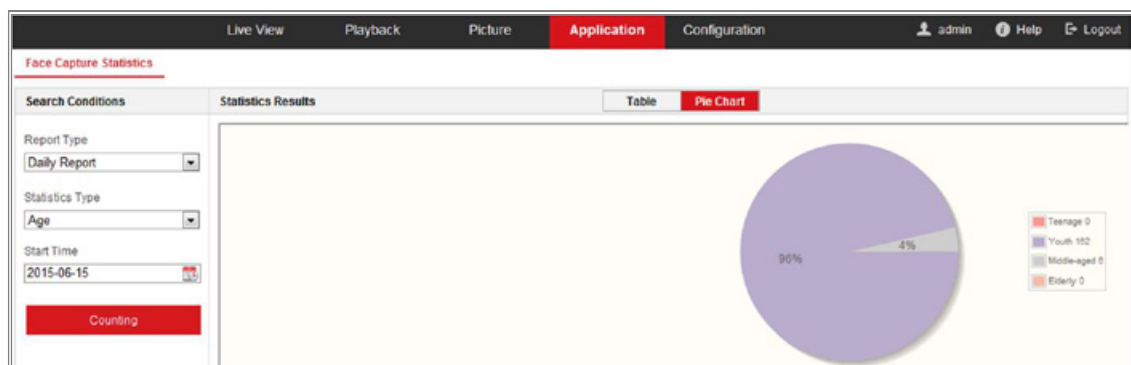 Live View Playback Picture Application Configuration admin Help Logout
Face Capture Statistics
Search Conditions Statistics Results Table Pie Chart
Report Type
Daily Report
Statistics Type
Age
Start Time
2015-06-15
Counting
96%
4%
Teenage 0
Youth
Middle-aged
Elderly 0